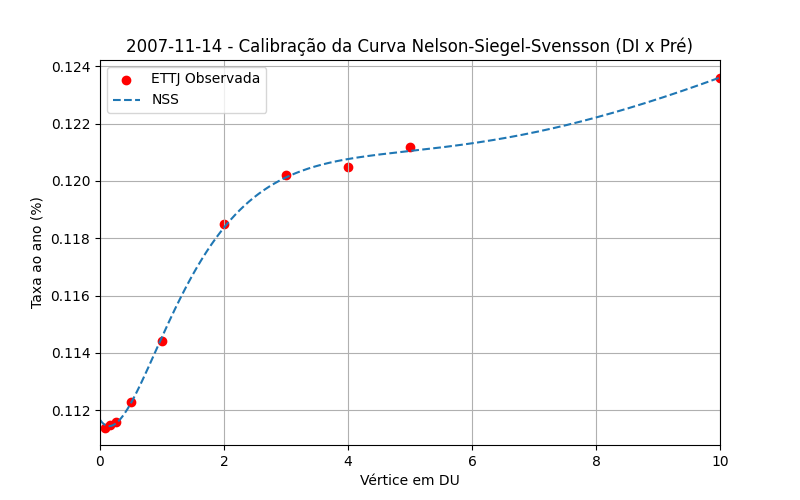 2007-11-14 - Calibração da Curva Nelson-Siegel-Svensson (DI x Pré)
ETTJ Observada
NSS
Taxa ao ano (%)
0.124
0.122
0.120
0.118
0.116
0.114
0.112
0 2 4 6 8 10
Vértice em DU